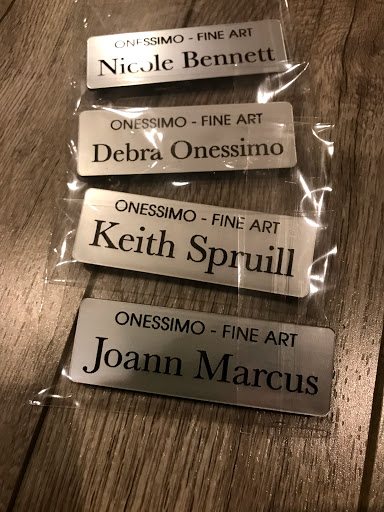 ONESSIMO - FINE ART
Nicole Bennett
ONESSIMO - FINE ART
Debra Onessimo
ONESSIMO - FINE ART
Keith Spruill
ONESSIMO - FINE ART
Joann Marcus